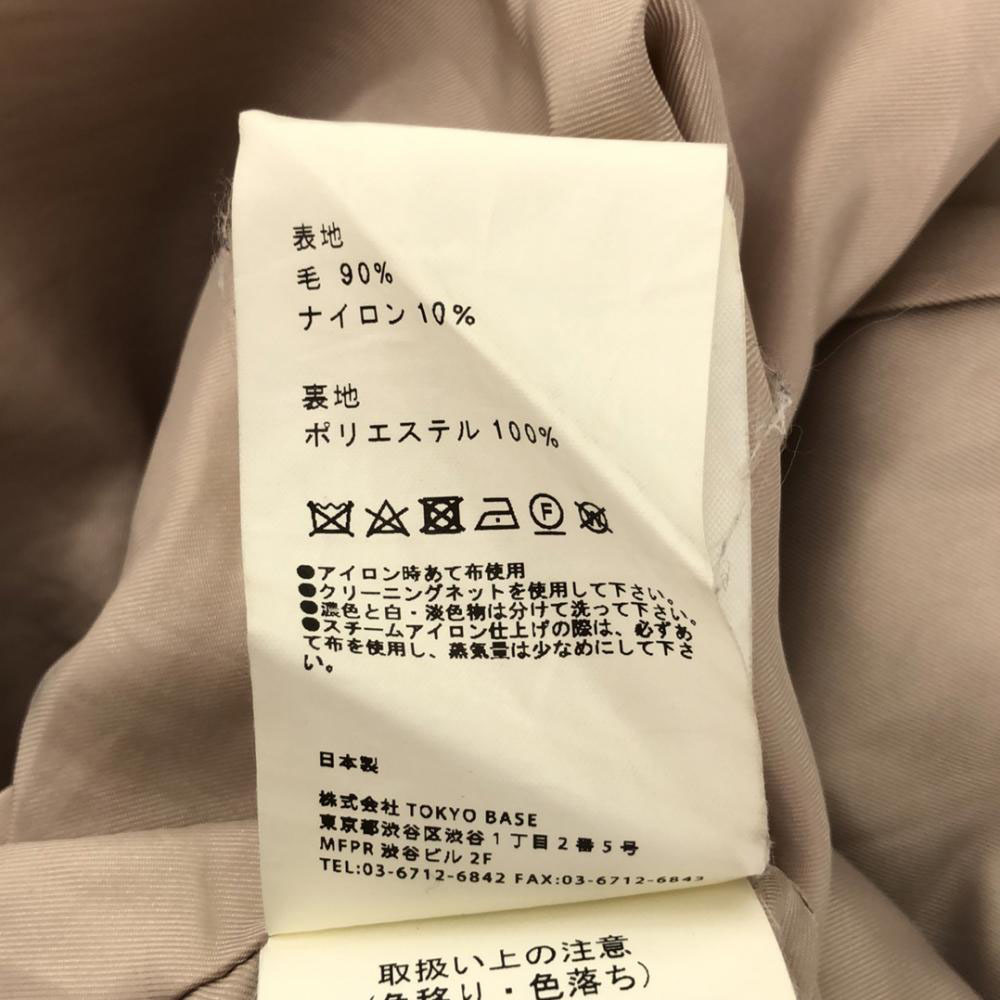 表地
毛 90%
ナイロン 10%
裏地
ポリエステル 100%
F
W
●アイロン時あて布使用
●クリーニングネットを使用して下さい。
●濃色と白・淡色物は分けて洗って下さい。
●スチームアイロン仕上げの際は、必ずあ
て布を使用し、蒸気量は少なめにして下さ
い。
日本製
株式会社 TOKYO BASE
東京都渋谷区渋谷1丁目2番5号
MFPR 渋谷ビル 2F
TEL:03-6712-6842 FAX:03-6712-6843
取扱い上の注意
(色移り・色落ち)